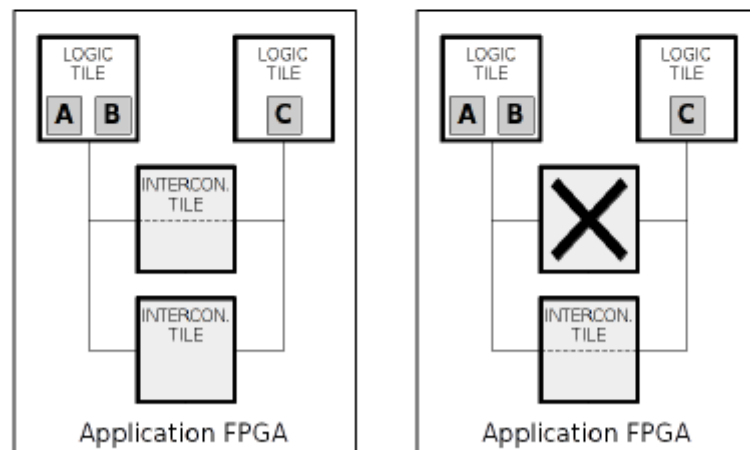 LOGIC
TILE
LOGIC
TILE
A B
C
INTERCON.
TILE
INTERCON.
TILE
Application FPGA
LOGIC
TILE
LOGIC
TILE
A B
C
INTERCON.
TILE
Application FPGA